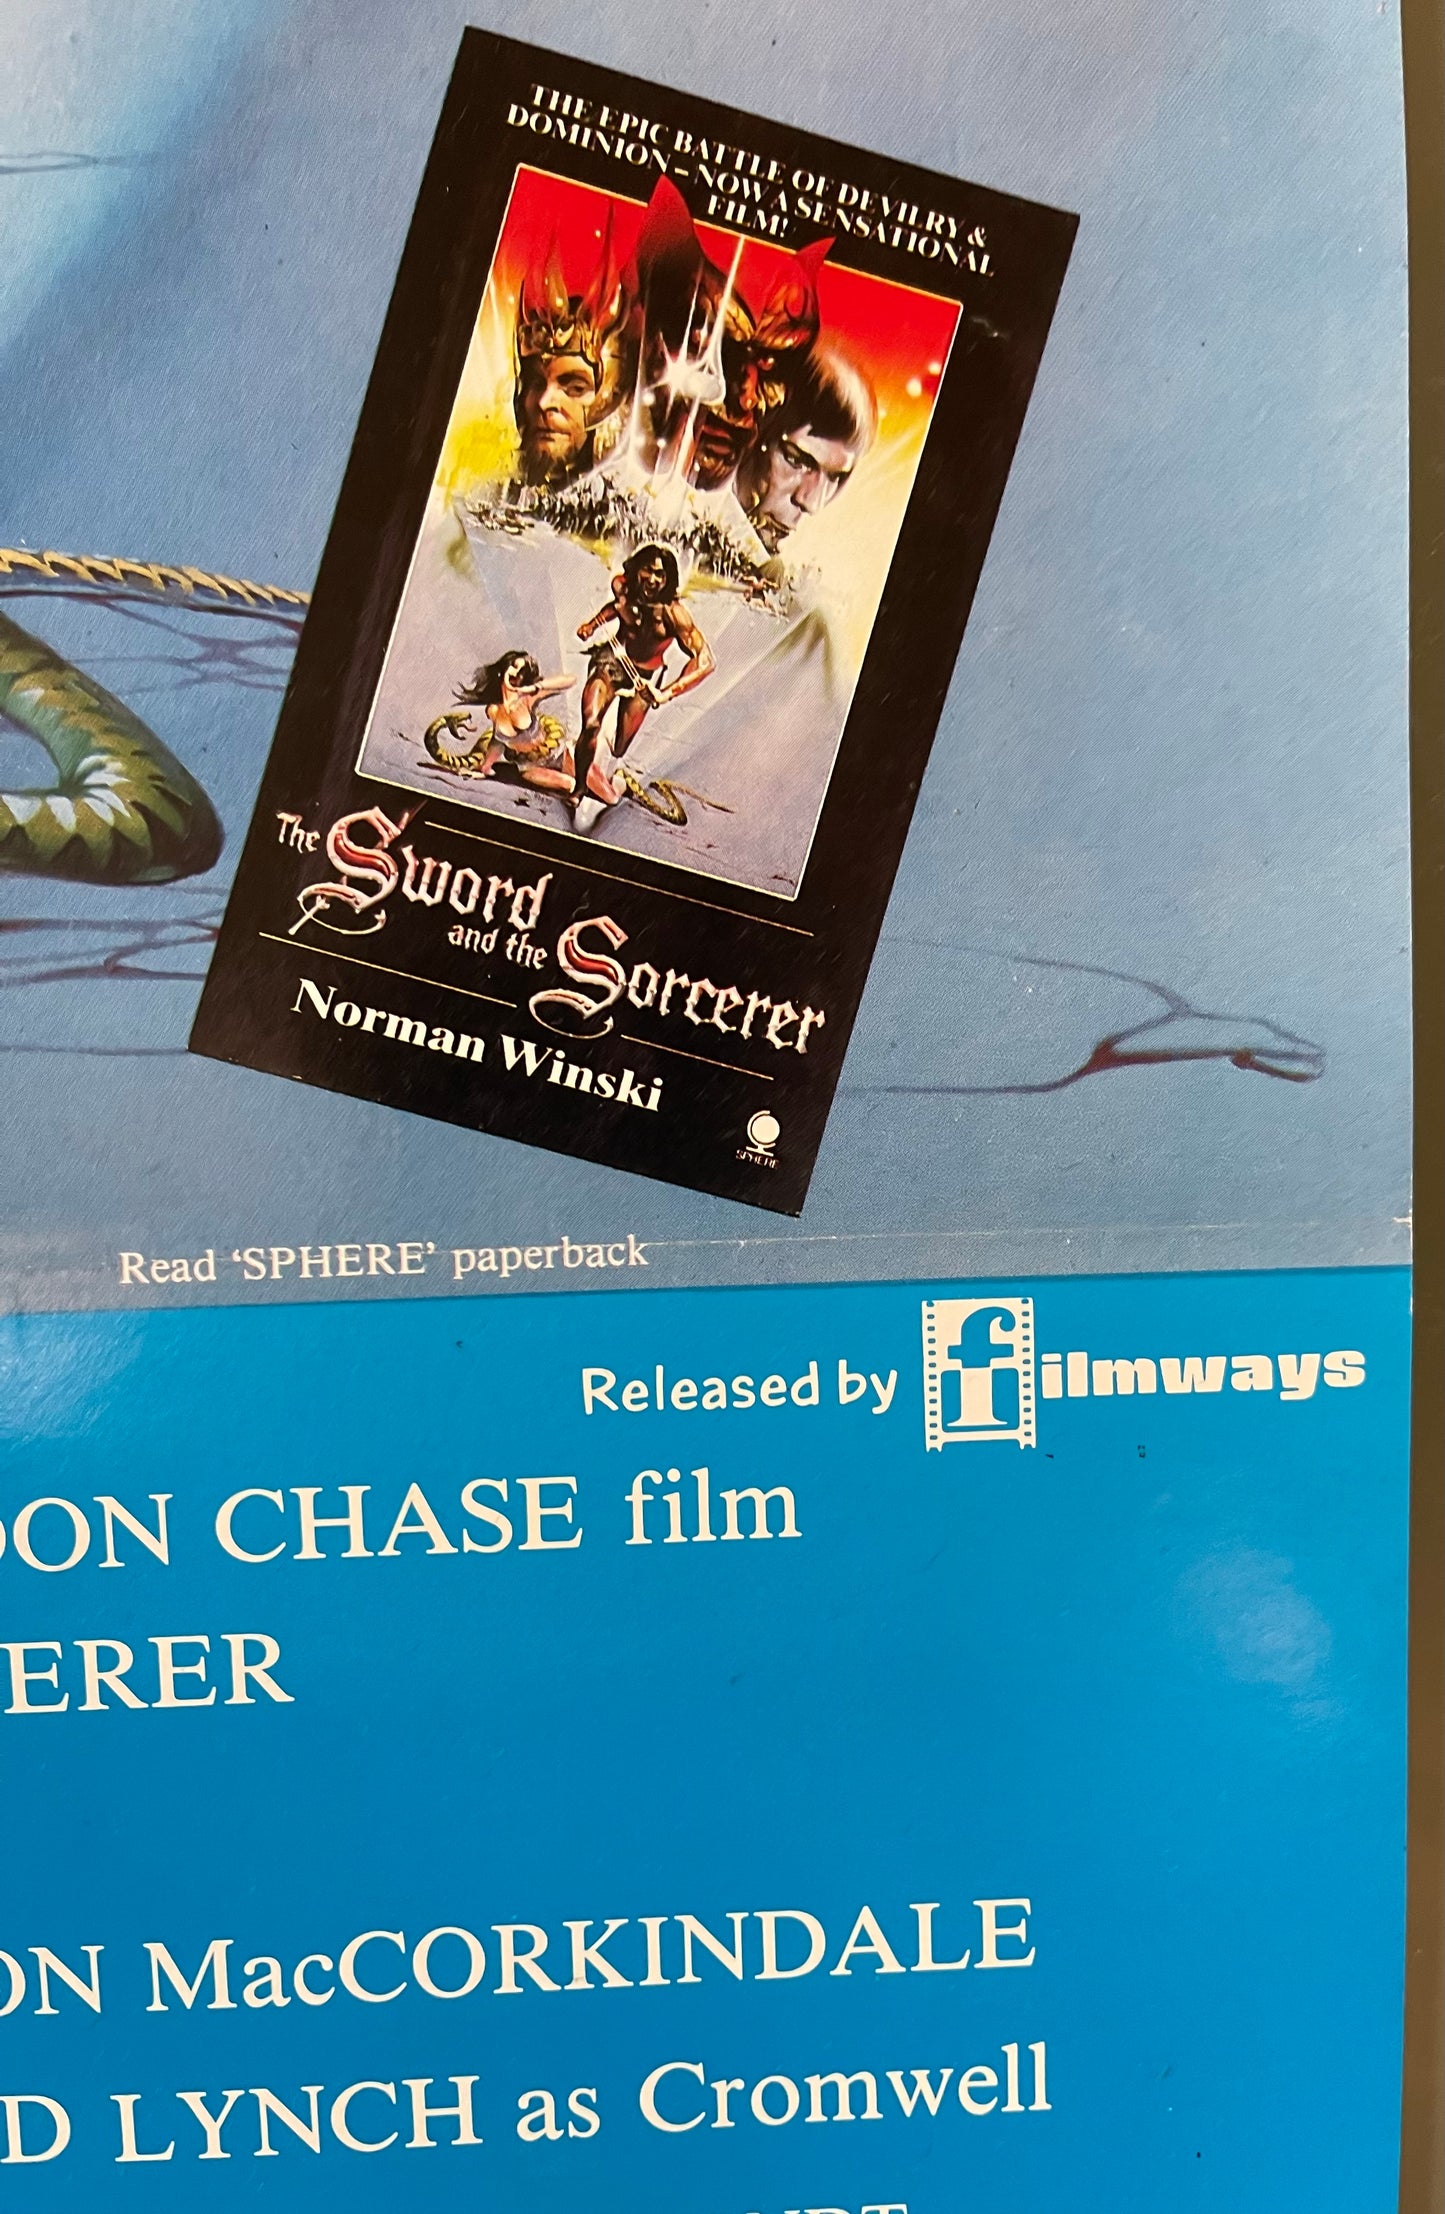 THE EPIC BATTLE OF DEVILRY &
DOMINION – NOW A SENSATIONAL
FILM!
The Sword
and the Sorcerer
Norman Winski
SPHERE
Read ‘SPHERE’ paperback
Released by filmways
DON CHASE film
ERER
ON MacCORKINDALE
D LYNCH as Cromwell